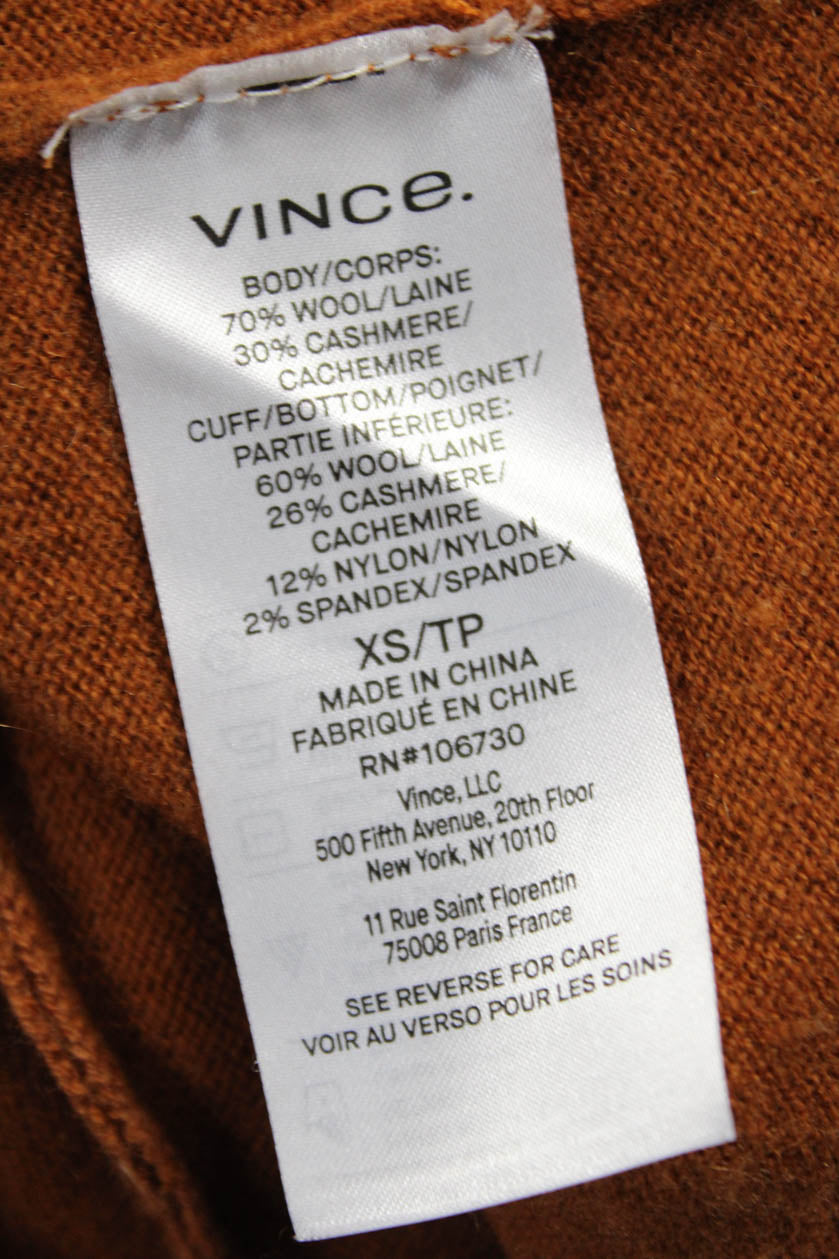 VINCE.
BODY/CORPS:
70% WOOL/LAINE
30% CASHMERE/
CACHEMIRE
CUFF/BOTTOM/POIGNET/
PARTIE INFÉRIEURE:
60% WOOL/LAINE
26% CASHMERE/
CACHEMIRE
12% NYLON/NYLON
2% SPANDEX/SPANDEX
XS/TP
MADE IN CHINA
FABRIQUÉ EN CHINE
RN#106730
Vince, LLC
500 Fifth Avenue, 20th Floor
New York, NY 10110
11 Rue Saint Florentin
75008 Paris France
SEE REVERSE FOR CARE
VOIR AU VERSO POUR LES SOINS